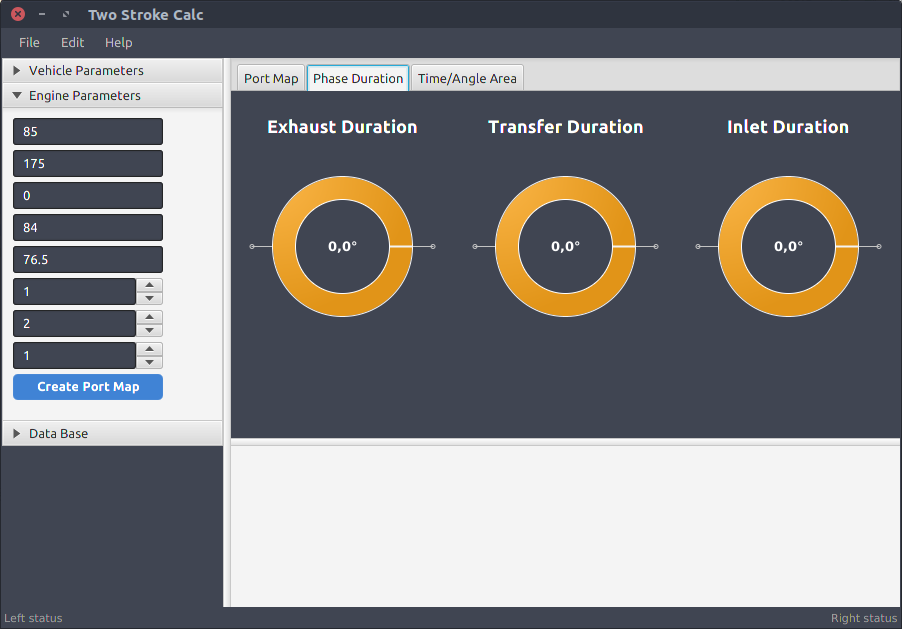 Two Stroke Calc
File Edit Help
Vehicle Parameters
Engine Parameters
85
175
0
84
76.5
1
2
1
Create Port Map
Data Base
Port Map Phase Duration Time/Angle Area
Exhaust Duration Transfer Duration Inlet Duration
0,0° 0,0° 0,0°
Left status Right status